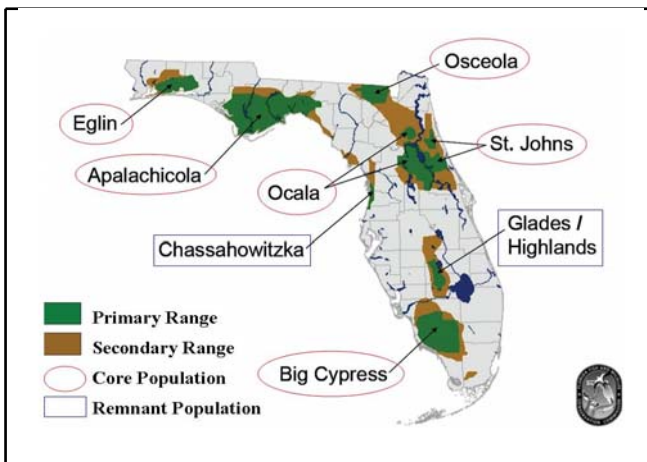 Osceola
Eglin
Apalachicola
St. Johns
Ocala
Chassahowitzka
Glades /
Highlands
Primary Range
Secondary Range
Core Population
Remnant Population
Big Cypress